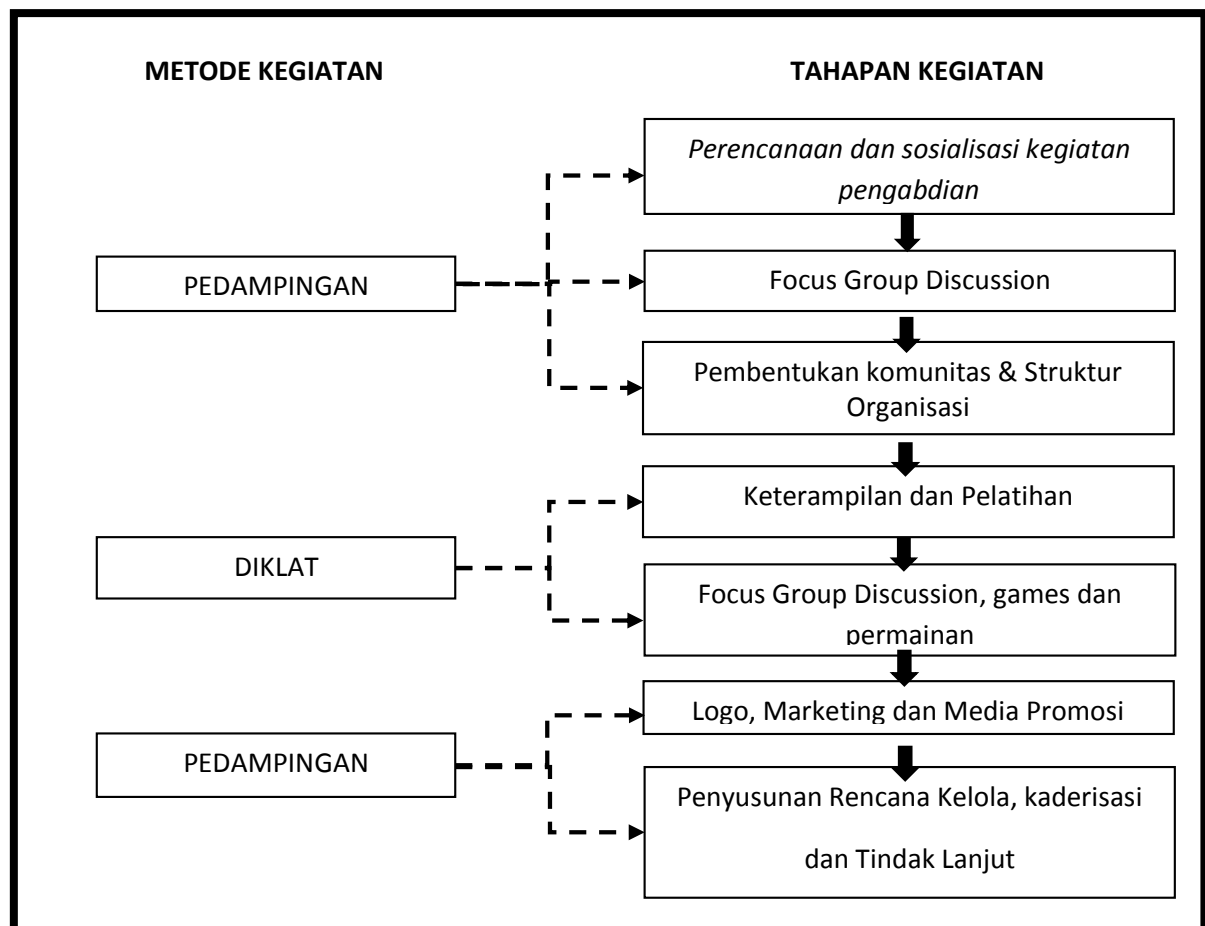 METODE KEGIATAN
TAHAPAN KEGIATAN
Perencanaan dan sosialisasi kegiatan
pengabdian
PEDAMPINGAN
Focus Group Discussion
Pembentukan komunitas & Struktur
Organisasi
Keterampilan dan Pelatihan
DIKLAT
Focus Group Discussion, games dan
permainan
Logo, Marketing dan Media Promosi
PEDAMPINGAN
Penyusunan Rencana Kelola, kaderisasi
dan Tindak Lanjut